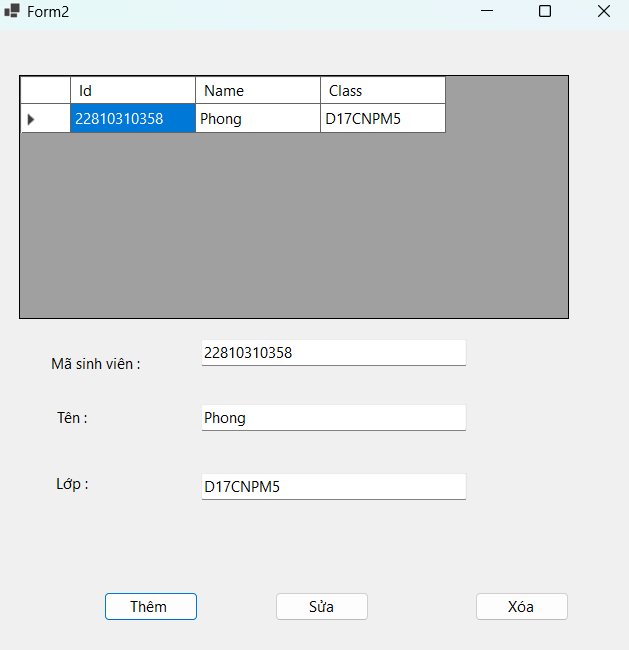 Form2
Id Name Class
22810310358 Phong D17CNPM5
Mã sinh viên : 22810310358
Tên : Phong
Lớp : D17CNPM5
Thêm Sửa Xóa